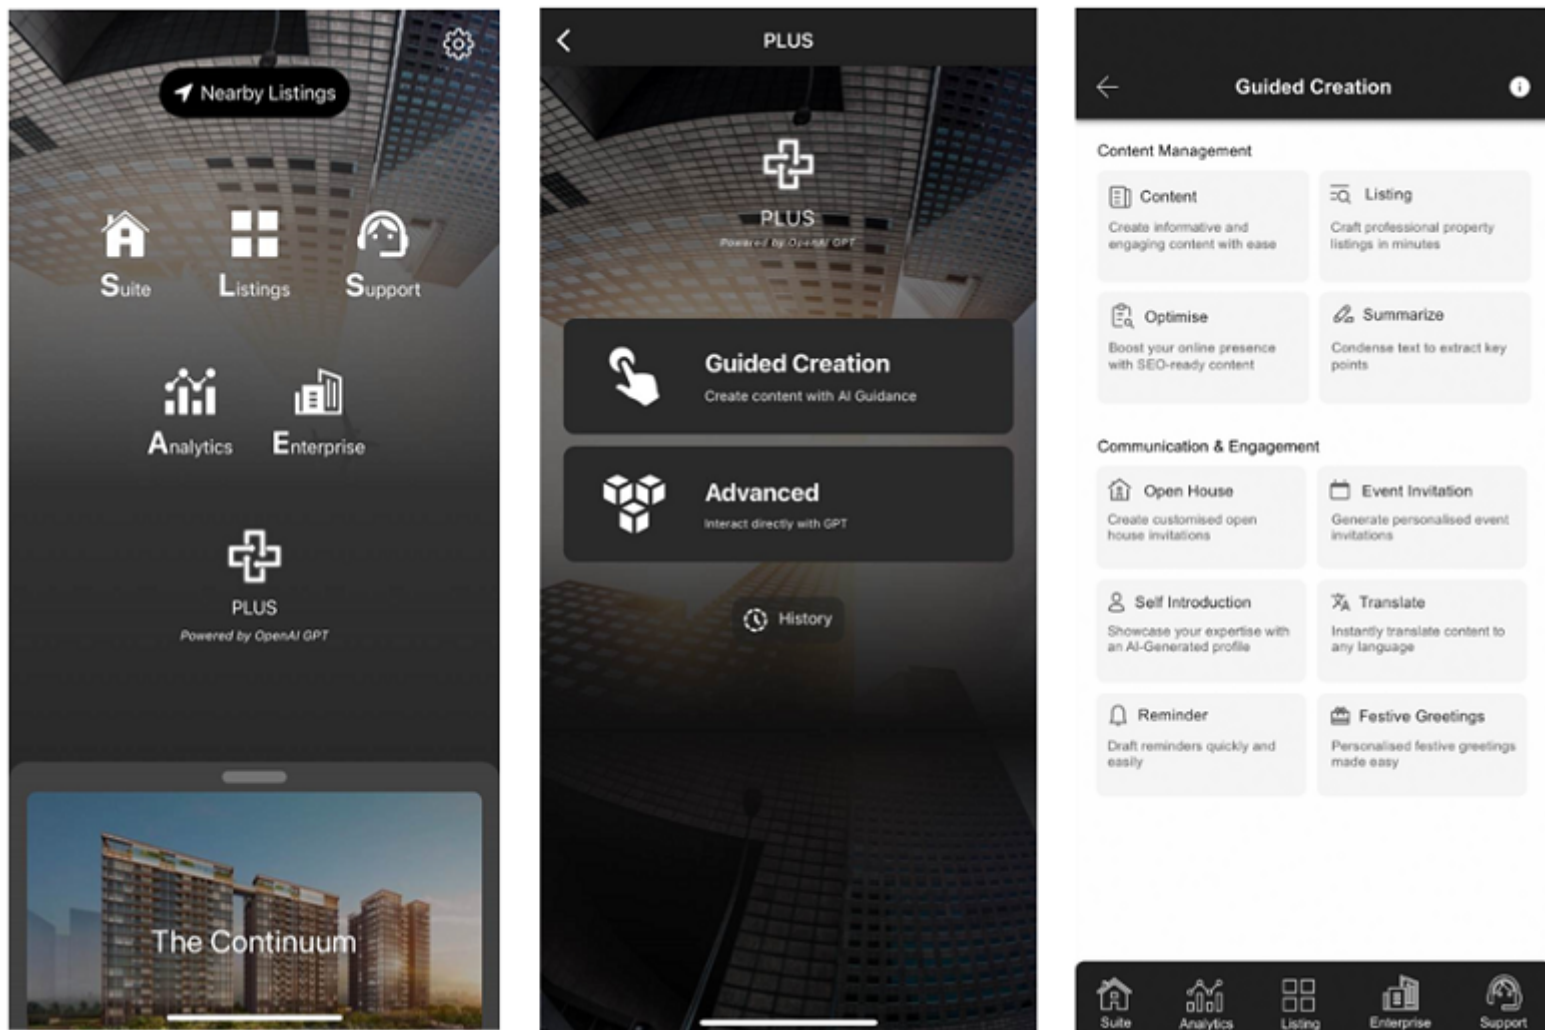 Nearby Listings
Suite
Listings
Support
Analytics
Enterprise
PLUS
Powered by OpenAI GPT
The Continuum
PLUS
PLUS
Powered by OpenAI GPT
Guided Creation
Create content with AI Guidance
Advanced
Interact directly with GPT
History
Guided Creation
Content Management
Content
Create informative and
engaging content with ease
Listing
Craft professional property
listings in minutes
Optimise
Boost your online presence
with SEO-ready content
Summarize
Condense text to extract key
points
Communication & Engagement
Open House
Create customised open
house invitations
Event Invitation
Generate personalised event
invitations
Self Introduction
Showcase your expertise with
an AI-Generated profile
Translate
Instantly translate content to
any language
Reminder
Draft reminders quickly and
easily
Festive Greetings
Personalised festive greetings
made easy
Suite
Analytics
Listing
Enterprise
Support